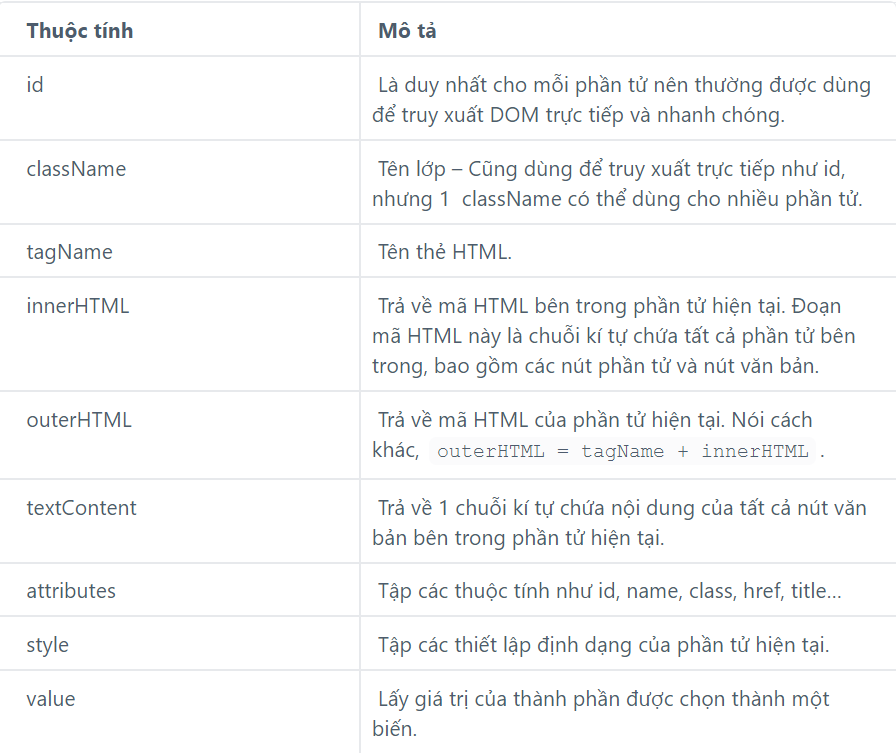 Thuộc tính Mô tả
id Là duy nhất cho mỗi phần tử nên thường được dùng
để truy xuất DOM trực tiếp và nhanh chóng.
className Tên lớp – Cũng dùng để truy xuất trực tiếp như id,
nhưng 1 className có thể dùng cho nhiều phần tử.
tagName Tên thẻ HTML.
innerHTML Trả về mã HTML bên trong phần tử hiện tại. Đoạn
mã HTML này là chuỗi kí tự chứa tất cả phần tử bên
trong, bao gồm các nút phần tử và nút văn bản.
outerHTML Trả về mã HTML của phần tử hiện tại. Nói cách
khác, outerHTML = tagName + innerHTML .
textContent Trả về 1 chuỗi kí tự chứa nội dung của tất cả nút văn
bản bên trong phần tử hiện tại.
attributes Tập các thuộc tính như id, name, class, href, title…
style Tập các thiết lập định dạng của phần tử hiện tại.
value Lấy giá trị của thành phần được chọn thành một
biến.